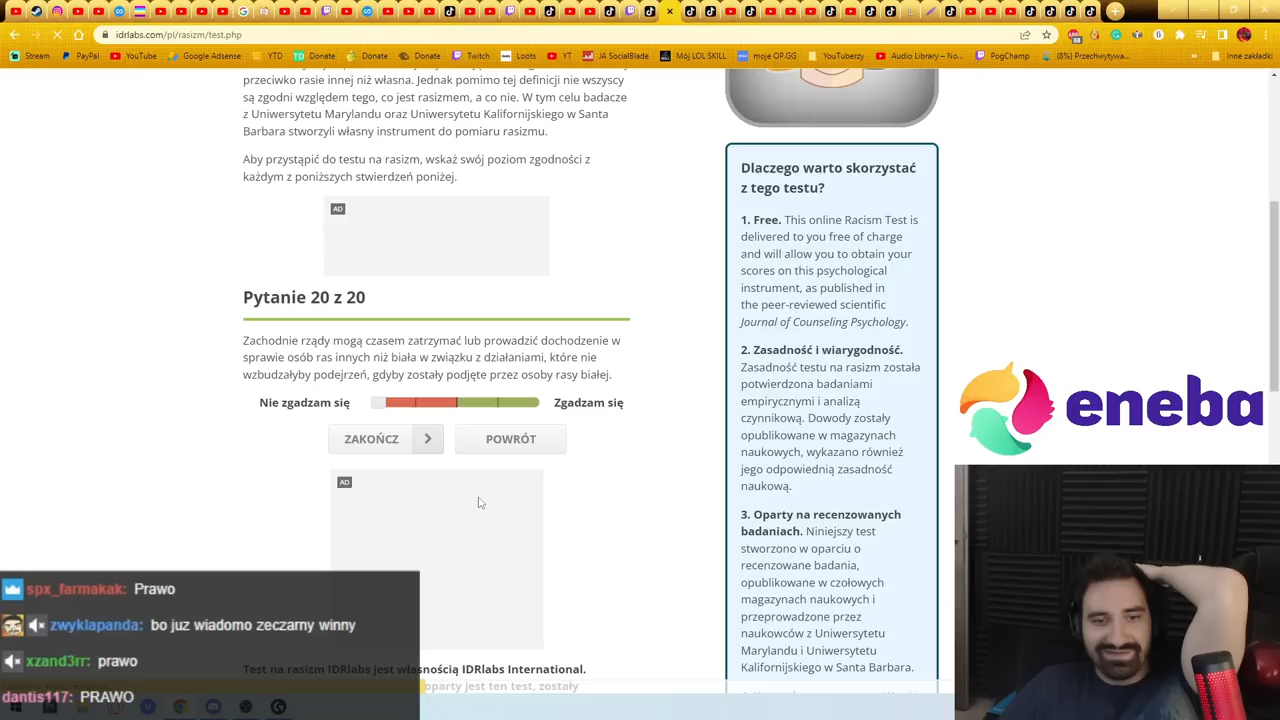 idrlabs.com/pl/rasizm/test.php
Stream PayPal YouTube Google Adsense YTD Donate Donate Donate Twitch Loots YT JA SocialBlade Mój LOL SKILL moje OP.GG YouTuberzy Audio Library – No... PogChamp (8%) Przechwytywa... Inne zakładki
przeciwko rasie innej niż własna. Jednak pomimo tej definicji nie wszyscy
są zgodni względem tego, co jest rasizmem, a co nie. W tym celu badacze
z Uniwersytetu Marylandu oraz Uniwersytetu Kalifornijskiego w Santa
Barbara stworzyli własny instrument do pomiaru rasizmu.
Aby przystąpić do testu na rasizm, wskaż swój poziom zgodności z
każdym z poniższych stwierdzeń poniżej.
AD
Pytanie 20 z 20
Zachodnie rządy mogą czasem zatrzymać lub prowadzić dochodzenie w
sprawie osób ras innych niż biała w związku z działaniami, które nie
wzbudzałyby podejrzeń, gdyby zostały podjęte przez osoby rasy białej.
Nie zgadzam się Zgadzam się
ZAKOŃCZ POWRÓT
AD
Test na rasizm IDRlabs jest własnością IDRlabs International.
oparty jest ten test, zostały
Dlaczego warto skorzystać
z tego testu?
1. Free. This online Racism Test is
delivered to you free of charge
and will allow you to obtain your
scores on this psychological
instrument, as published in
the peer-reviewed scientific
Journal of Counseling Psychology.
2. Zasadność i wiarygodność.
Zasadność testu na rasizm została
potwierdzona badaniami
empirycznymi i analizą
czynnikową. Dowody zostały
opublikowane w magazynach
naukowych, wykazano również
jego odpowiednią zasadność
naukową.
3. Oparty na recenzowanych
badaniach. Niniejszy test
stworzono w oparciu o
recenzowane badania,
opublikowane w czołowych
magazynach naukowych i
przeprowadzone przez
naukowców z Uniwersytetu
Marylandu i Uniwersytetu
Kalifornijskiego w Santa Barbara.
eneba
spx_farmakak: Prawo
zwyklapanda: bo juz wiadomo zeczarny winny
xzand3rr: prawo
dantis117: PRAWO